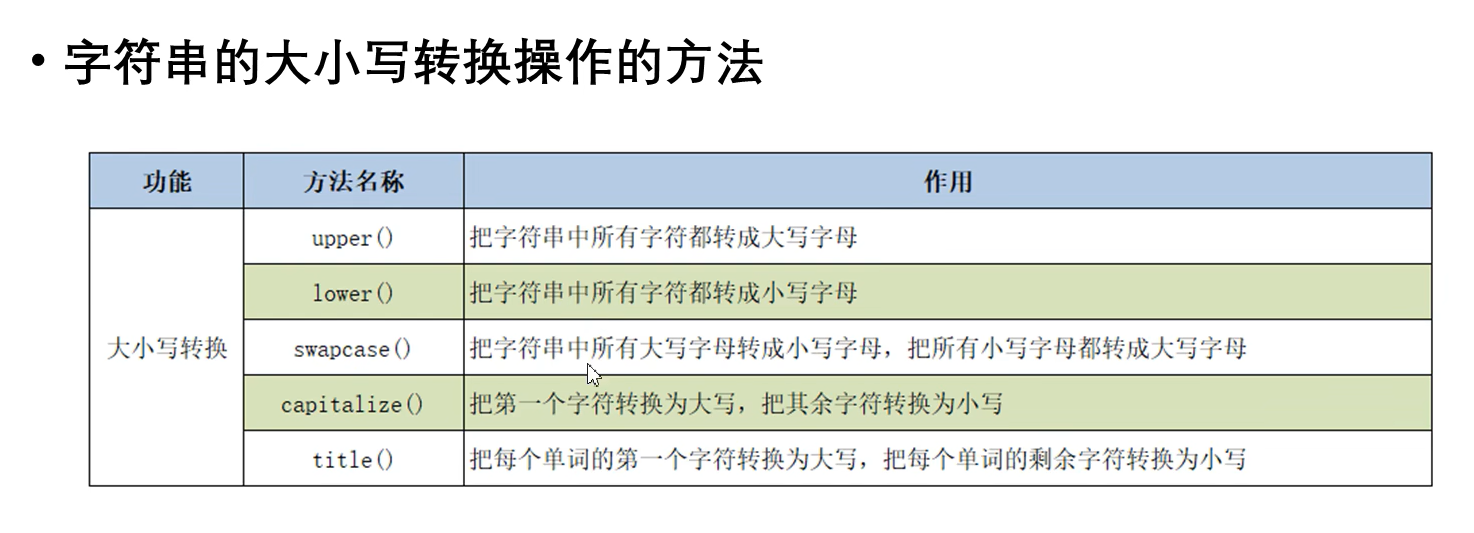 • 字符串的大小写转换操作的方法
功能 方法名称 作用
upper() 把字符串中所有字符都转成大写字母
lower() 把字符串中所有字符都转成小写字母
大小写转换 swapcase() 把字符串中所有大写字母转成小写字母，把所有小写字母都转成大写字母
capitalize() 把第一个字符转换为大写，把其余字符转换为小写
title() 把每个单词的第一个字符转换为大写，把每个单词的剩余字符转换为小写